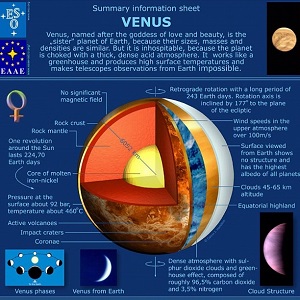 Summary information sheet
VENUS
ES
EAAE
Venus, named after the goddess of love and beauty, is the
„sister” planet of Earth, because their sizes, masses and
densities are similar. But it is inhospitable, because the planet
is choked with a thick, dense acid atmosphere. It works like a
greenhouse and produces high surface temperatures and
makes telescopes observations from Earth impossible.
No significant
magnetic field
Rock crust
Rock mantle
One revolution
around the Sun
lasts 224,70
Earth days
Core of molten
iron-nickel
Pressure at the
surface about 92 bar,
temperature about 460°C
Active volcanoes
Impact craters
Coronae
Retrograde rotation with a long period of
243 Earth days. Rotation axis is
inclined by 177° to the plane of
the ecliptic
Wind speeds in the
upper atmosphere
over 100m/s
Surface viewed
from Earth shows
no structure and
has the highest
albedo of all planets
Clouds 45-65 km
altitude
Equatorial highland
Dense atmosphere with sul-
phur dioxide clouds and green-
house effect, composed of
roughly 96,5% carbon dioxide
and 3,5% nitrogen
Venus phases
Venus from Earth
Cloud Structure